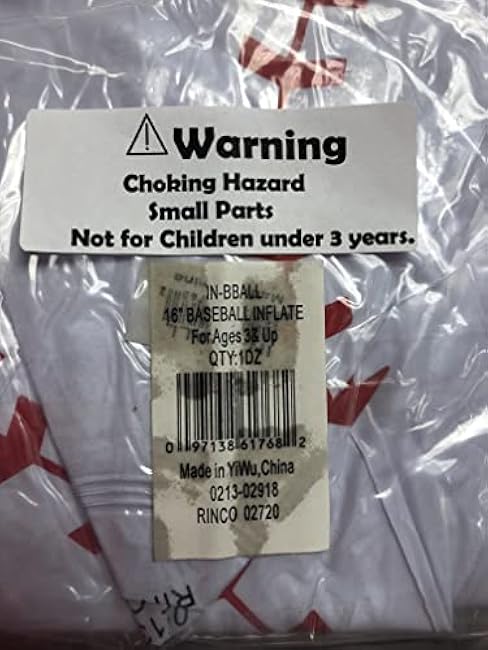 Warning
Choking Hazard
Small Parts
Not for Children under 3 years.
IN-BBALL
16" BASEBALL INFLATE
For Ages 3& Up
QTY:1DZ
0 97138 61768 2
Made in YiWu,China
0213-02918
RINCO 02720